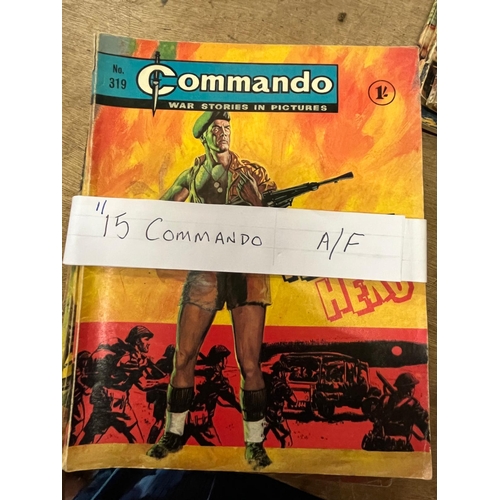 No.
319
Commando
WAR STORIES IN PICTURES
1/-
"15 COMMANDO A/F
HERO